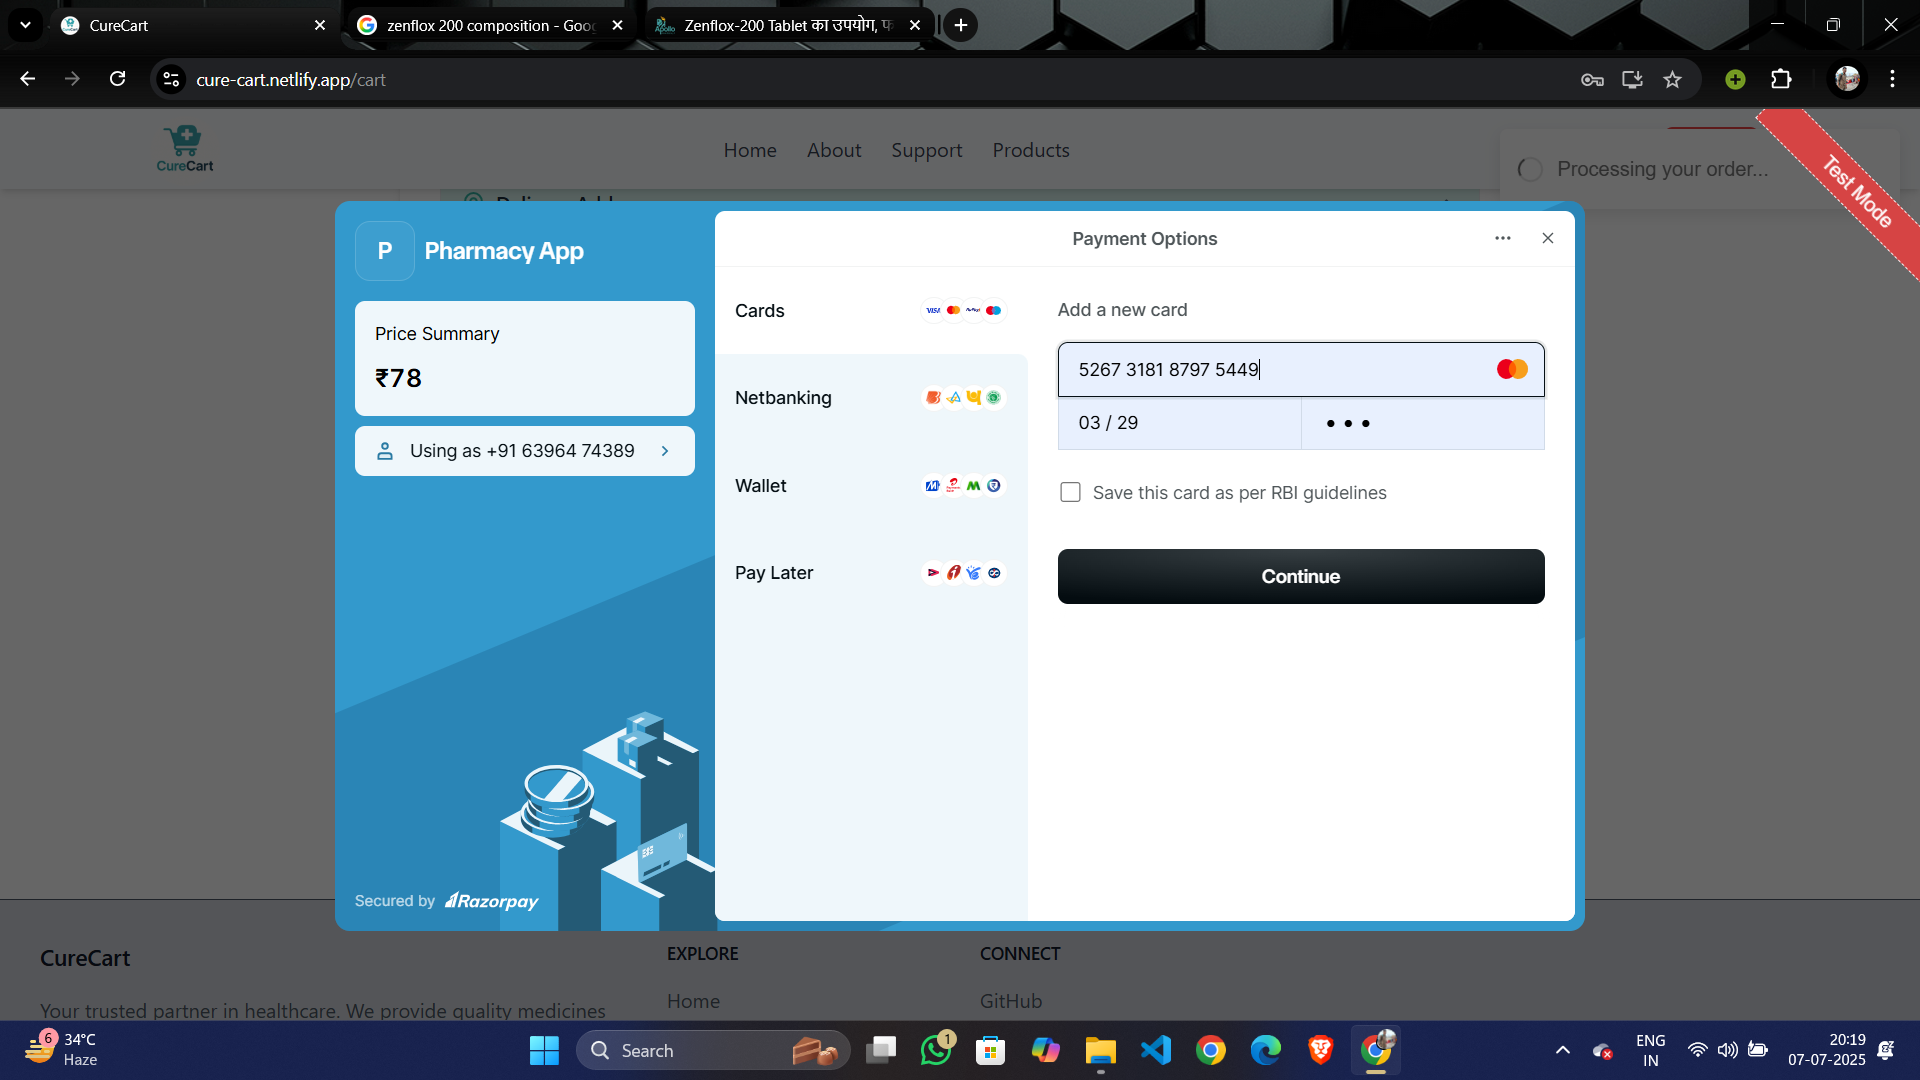 CureCart
zenflox 200 composition - Goog
Zenflox-200 Tablet का उपयोग, फ
cure-cart.netlify.app/cart
CureCart
Home
About
Support
Products
Processing your order...
Test Mode
P
Pharmacy App
Price Summary
₹78
Using as +91 63964 74389
Secured by Razorpay
Payment Options
Cards
VISA
RuPay
Netbanking
Wallet
Pay Later
Add a new card
5267 3181 8797 5449
03 / 29
•••
Save this card as per RBI guidelines
Continue
CureCart
Your trusted partner in healthcare. We provide quality medicines
EXPLORE
Home
CONNECT
GitHub
6
34°C
Haze
Search
1
ENG
IN
20:19
07-07-2025